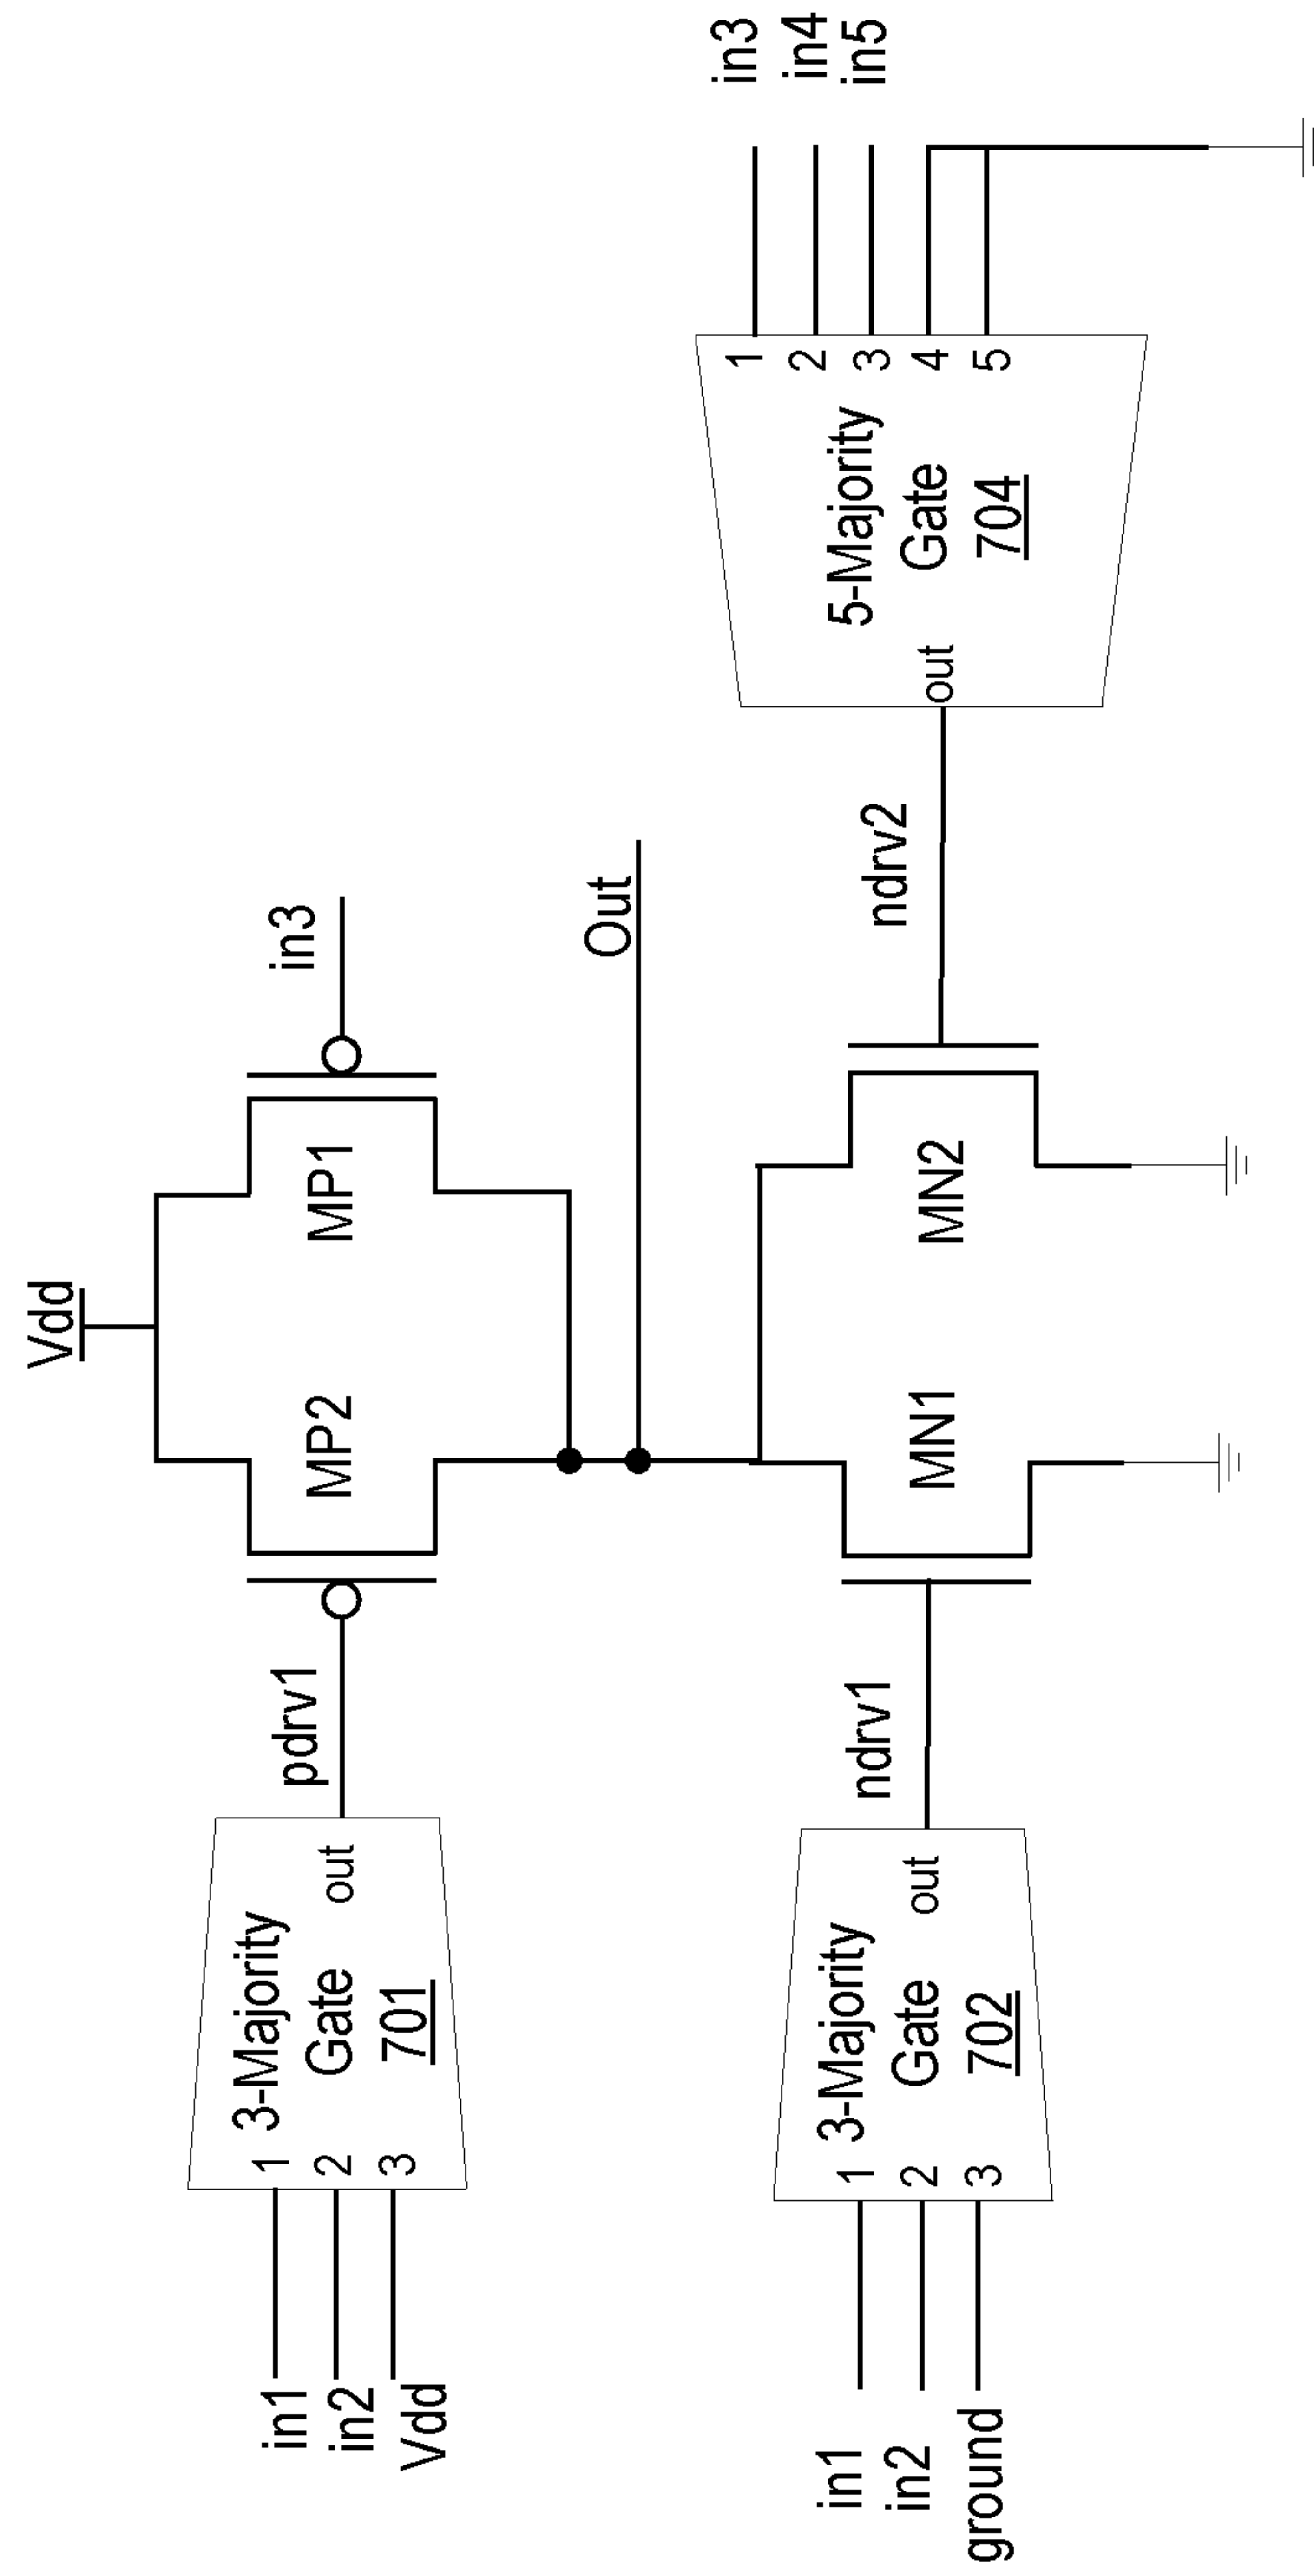 Vdd
in1
in2
Vdd
1
2
3
3-Majority
Gate
701
out
pdrv1
MP2
MP1
in3
Out
in1
in2
ground
1
2
3
3-Majority
Gate
702
out
ndrv1
MN1
MN2
ndrv2
out
5-Majority
Gate
704
1
2
3
4
5
in3
in4
in5